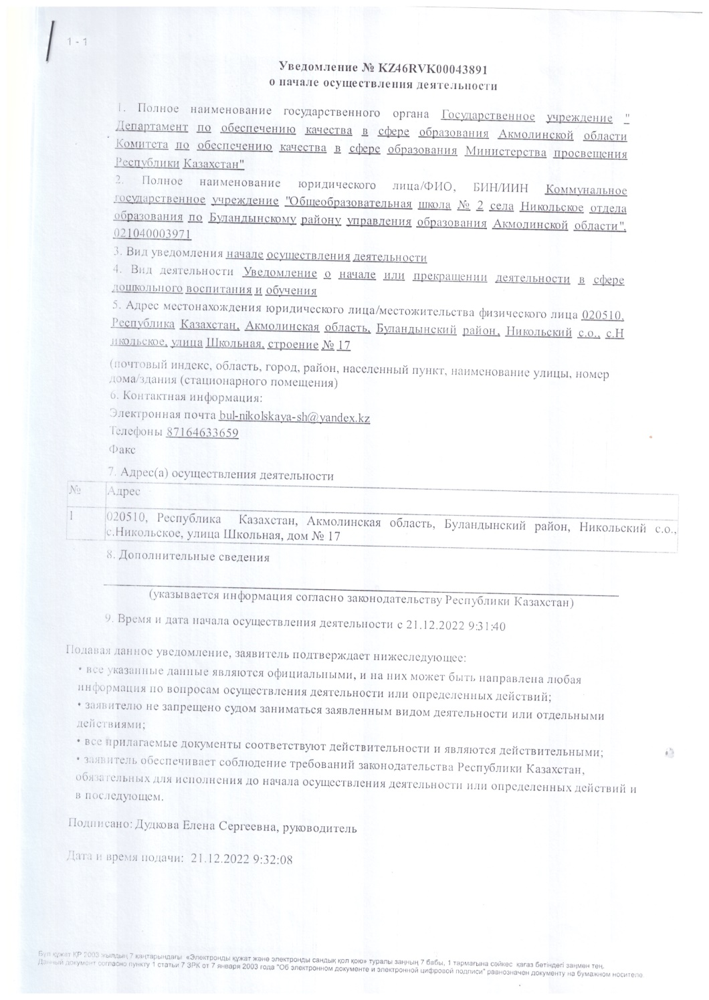 1 - 1
Уведомление № KZ46RVK00043891
о начале осуществления деятельности
1. Полное наименование государственного органа Государственное учреждение "
Департамент по обеспечению качества в сфере образования Акмолинской области
Комитета по обеспечению качества в сфере образования Министерства просвещения
Республики Казахстан"
2. Полное наименование юридического лица/ФИО, БИН/ИИН Коммунальное
государственное учреждение "Общеобразовательная школа № 2 села Никольское отдела
образования по Буландынскому району управления образования Акмолинской области",
021040003971
3. Вид уведомления начале осуществления деятельности
4. Вид деятельности Уведомление о начале или прекращении деятельности в сфере
дошкольного воспитания и обучения
5. Адрес местонахождения юридического лица/местожительства физического лица 020510,
Республика Казахстан, Акмолинская область, Буландынский район, Никольский с.о., с.Н
икольское, улица Школьная, строение № 17
(почтовый индекс, область, город, район, населенный пункт, наименование улицы, номер
дома/здания (стационарного помещения)
6. Контактная информация:
Электронная почта bul-nikolskaya-sh@yandex.kz
Телефоны 87164633659
Факс
7. Адрес(а) осуществления деятельности
№ Адрес
1 020510, Республика Казахстан, Акмолинская область, Буландынский район, Никольский с.о.,
с.Никольское, улица Школьная, дом № 17
8. Дополнительные сведения
(указывается информация согласно законодательству Республики Казахстан)
9. Время и дата начала осуществления деятельности с 21.12.2022 9:31:40
Подавая данное уведомление, заявитель подтверждает нижеследующее:
• все указанные данные являются официальными, и на них может быть направлена любая
информация по вопросам осуществления деятельности или определенных действий;
• заявителю не запрещено судом заниматься заявленным видом деятельности или отдельными
действиями;
• все прилагаемые документы соответствуют действительности и являются действительными;
• заявитель обеспечивает соблюдение требований законодательства Республики Казахстан,
обязательных для исполнения до начала осуществления деятельности или определенных действий и
в последующем.
Подписано: Дудкова Елена Сергеевна, руководитель
Дата и время подачи: 21.12.2022 9:32:08
Бұл құжат ҚР 2003 жылдың 7 қаңтарындағы «Электронды құжат және электронды сандық қол қою» туралы заңның 7 бабы, 1 тармағына сәйкес қағаз бетіндегі заңмен тең.
Данный документ согласно пункту 1 статьи 7 ЗРК от 7 января 2003 года "Об электронном документе и электронной цифровой подписи" равнозначен документу на бумажном носителе.